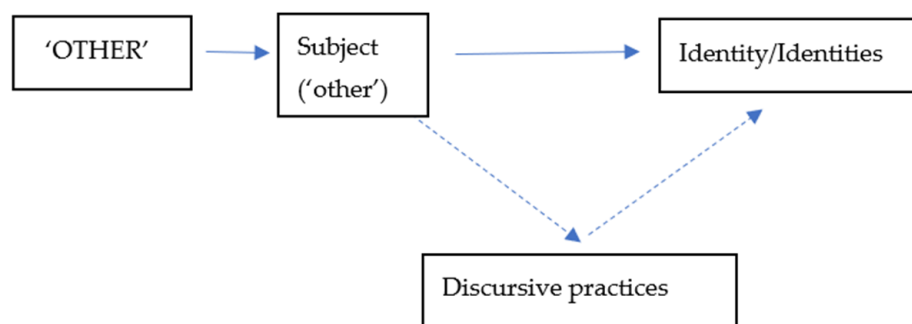 ‘OTHER’
Subject
(‘other’)
Identity/Identities
Discursive practices